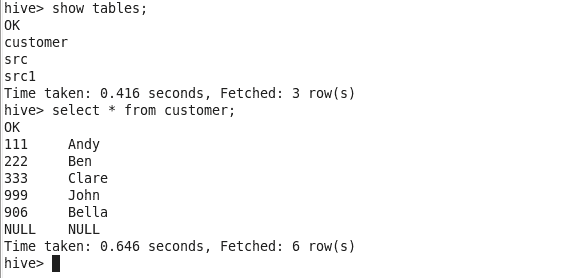 hive> show tables;
OK
customer
src
src1
Time taken: 0.416 seconds, Fetched: 3 row(s)
hive> select * from customer;
OK
111     Andy
222     Ben
333     Clare
999     John
906     Bella
NULL    NULL
Time taken: 0.646 seconds, Fetched: 6 row(s)
hive>